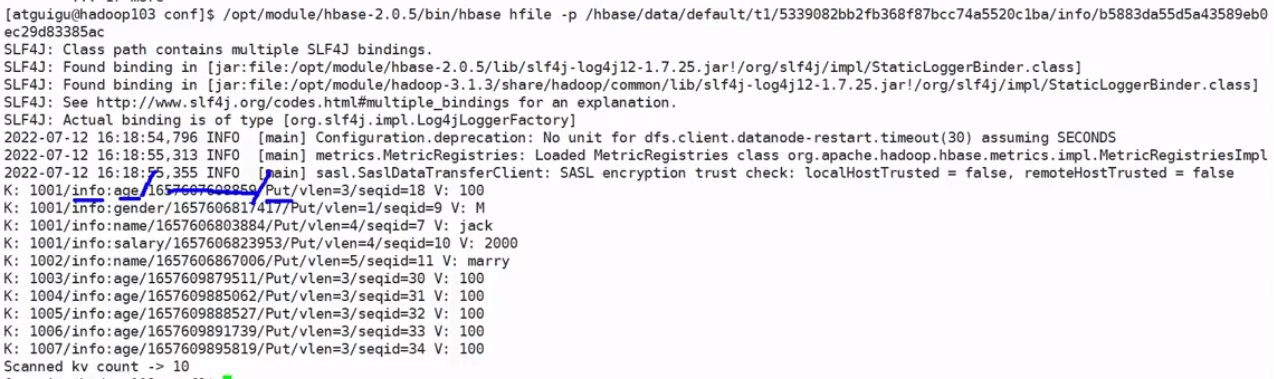 [atguigu@hadoop103 conf]$ /opt/module/hbase-2.0.5/bin/hbase hfile -p /hbase/data/default/t1/5339082bb2fb368f87bcc74a5520c1ba/info/b5883da55d5a43589eb0
ec29d83385ac
SLF4J: Class path contains multiple SLF4J bindings.
SLF4J: Found binding in [jar:file:/opt/module/hbase-2.0.5/lib/slf4j-log4j12-1.7.25.jar!/org/slf4j/impl/StaticLoggerBinder.class]
SLF4J: Found binding in [jar:file:/opt/module/hadoop-3.1.3/share/hadoop/common/lib/slf4j-log4j12-1.7.25.jar!/org/slf4j/impl/StaticLoggerBinder.class]
SLF4J: See http://www.slf4j.org/codes.html#multiple_bindings for an explanation.
SLF4J: Actual binding is of type [org.slf4j.impl.Log4jLoggerFactory]
2022-07-12 16:18:54,796 INFO  [main] Configuration.deprecation: No unit for dfs.client.datanode-restart.timeout(30) assuming SECONDS
2022-07-12 16:18:55,313 INFO  [main] metrics.MetricRegistries: Loaded MetricRegistries class org.apache.hadoop.hbase.metrics.impl.MetricRegistriesImpl
2022-07-12 16:18:55,355 INFO  [main] sasl.SaslDataTransferClient: SASL encryption trust check: localHostTrusted = false, remoteHostTrusted = false
K: 1001/info:age/1657607608859/Put/vlen=3/seqid=18 V: 100
K: 1001/info:gender/1657606817417/Put/vlen=1/seqid=9 V: M
K: 1001/info:name/1657606803884/Put/vlen=4/seqid=7 V: jack
K: 1001/info:salary/1657606823953/Put/vlen=4/seqid=10 V: 2000
K: 1002/info:name/1657606867006/Put/vlen=5/seqid=11 V: marry
K: 1003/info:age/1657609879511/Put/vlen=3/seqid=30 V: 100
K: 1004/info:age/1657609885062/Put/vlen=3/seqid=31 V: 100
K: 1005/info:age/1657609888527/Put/vlen=3/seqid=32 V: 100
K: 1006/info:age/1657609891739/Put/vlen=3/seqid=33 V: 100
K: 1007/info:age/1657609895819/Put/vlen=3/seqid=34 V: 100
Scanned kv count -> 10